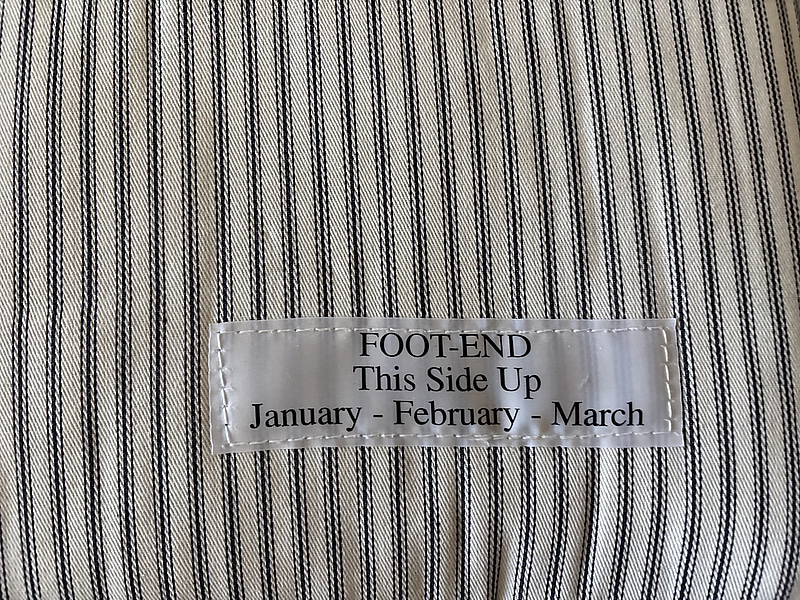 FOOT-END
This Side Up
January - February - March